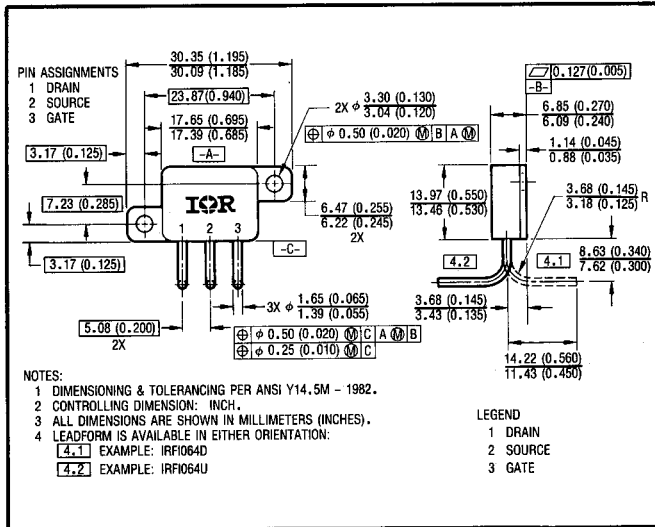 PIN ASSIGNMENTS
1 DRAIN
2 SOURCE
3 GATE
30.35 (1.195)
30.09 (1.185)
23.87(0.940)
17.65 (0.695)
17.39 (0.685)
-A-
3.17 (0.125)
7.23 (0.285)
3.17 (0.125)
2X ϕ 3.30 (0.130)
3.04 (0.120)
⌖ ϕ 0.50 (0.020) Ⓜ B A Ⓜ
IOR
1 2 3
6.47 (0.255)
6.22 (0.245)
2X
-C-
3X ϕ 1.65 (0.065)
1.39 (0.055)
5.08 (0.200)
2X
⌖ ϕ 0.50 (0.020) Ⓜ C A Ⓜ B
⌖ ϕ 0.25 (0.010) Ⓜ C
⏥ 0.127(0.005)
-B-
6.85 (0.270)
6.09 (0.240)
1.14 (0.045)
0.88 (0.035)
13.97 (0.550)
13.46 (0.530)
3.68 (0.145) R
3.18 (0.125)
4.2
4.1
8.63 (0.340)
7.62 (0.300)
3.68 (0.145)
3.43 (0.135)
14.22 (0.560)
11.43 (0.450)
NOTES:
1 DIMENSIONING & TOLERANCING PER ANSI Y14.5M – 1982.
2 CONTROLLING DIMENSION: INCH.
3 ALL DIMENSIONS ARE SHOWN IN MILLIMETERS (INCHES).
4 LEADFORM IS AVAILABLE IN EITHER ORIENTATION:
4.1 EXAMPLE: IRFI064D
4.2 EXAMPLE: IRFI064U
LEGEND
1 DRAIN
2 SOURCE
3 GATE